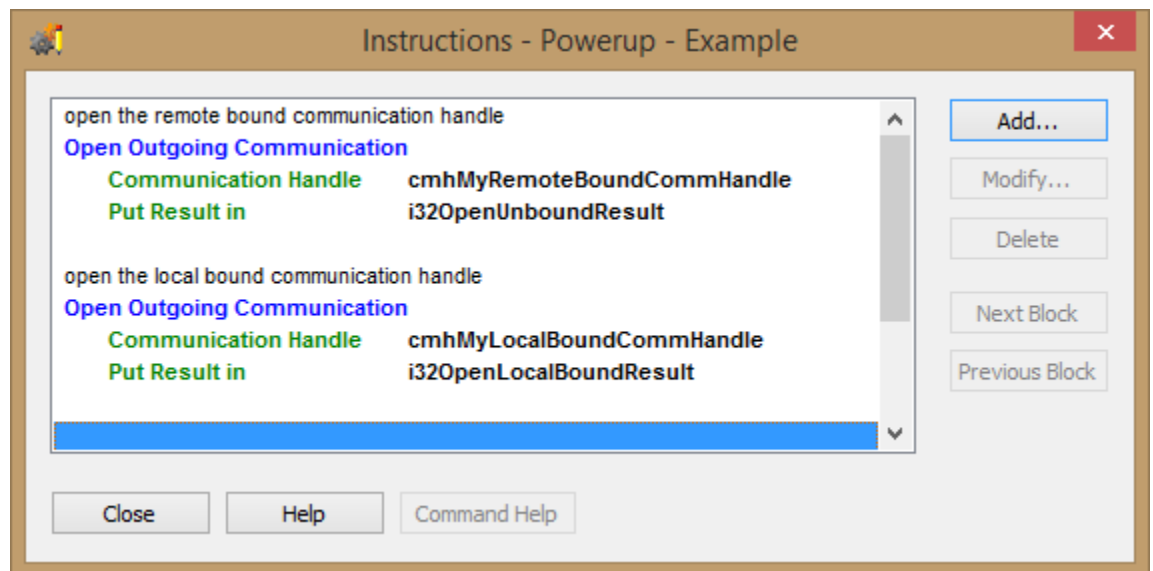 Instructions - Powerup - Example
open the remote bound communication handle
Open Outgoing Communication
Communication Handle cmhMyRemoteBoundCommHandle
Put Result in i32OpenUnboundResult
open the local bound communication handle
Open Outgoing Communication
Communication Handle cmhMyLocalBoundCommHandle
Put Result in i32OpenLocalBoundResult
Add...
Modify...
Delete
Next Block
Previous Block
Close Help Command Help